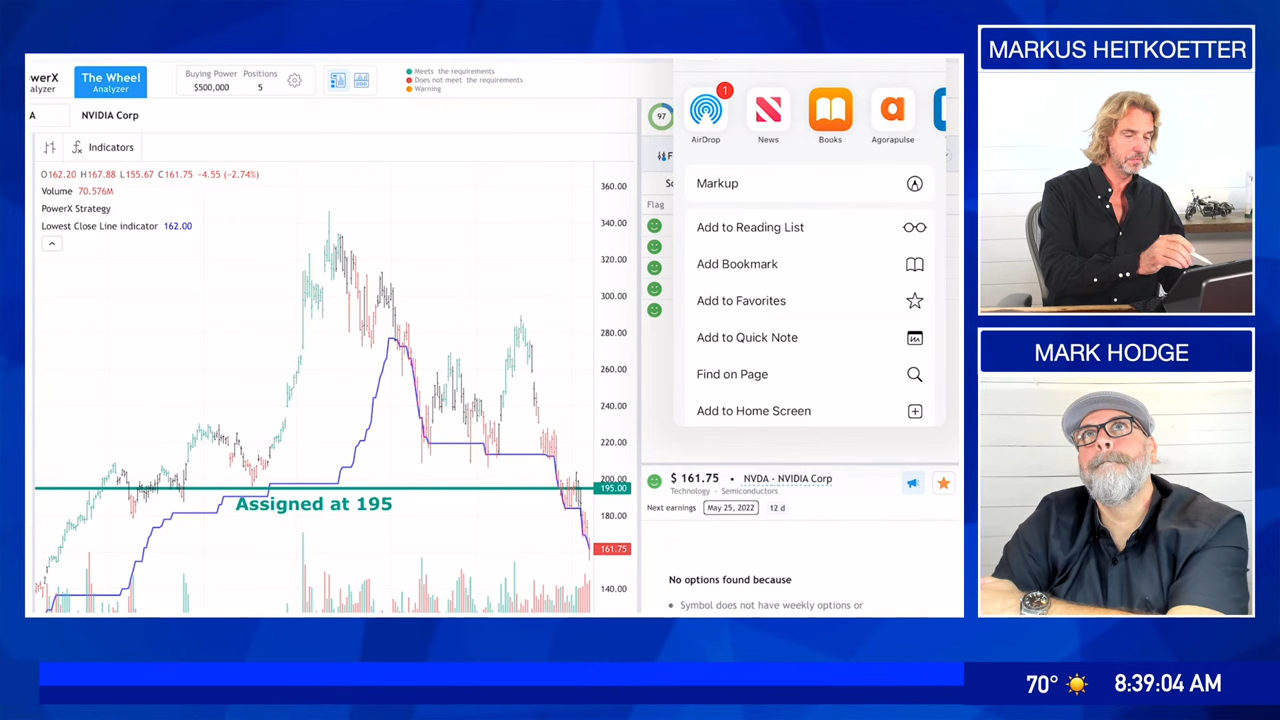 werX
alyzer
The Wheel
Analyzer
Buying Power Positions
$500,000 5
Meets the requirements
Does not meet the requirements
Warning
A
NVIDIA Corp
Indicators
O162.20 H167.88 L155.67 C161.75 −4.55 (−2.74%)
Volume 70.576M
PowerX Strategy
Lowest Close Line indicator 162.00
360.00
320.00
300.00
280.00
260.00
240.00
220.00
200.00
195.00
180.00
161.75
140.00
Assigned at 195
97
F
Sc
Flag
1
AirDrop
News
Books
Agorapulse
Markup
Add to Reading List
Add Bookmark
Add to Favorites
Add to Quick Note
Find on Page
Add to Home Screen
$ 161.75 • NVDA - NVIDIA Corp
Technology - Semiconductors
Next earnings May 25, 2022 12 d
No options found because
• Symbol does not have weekly options or
MARKUS HEITKOETTER
MARK HODGE
70° 8:39:04 AM